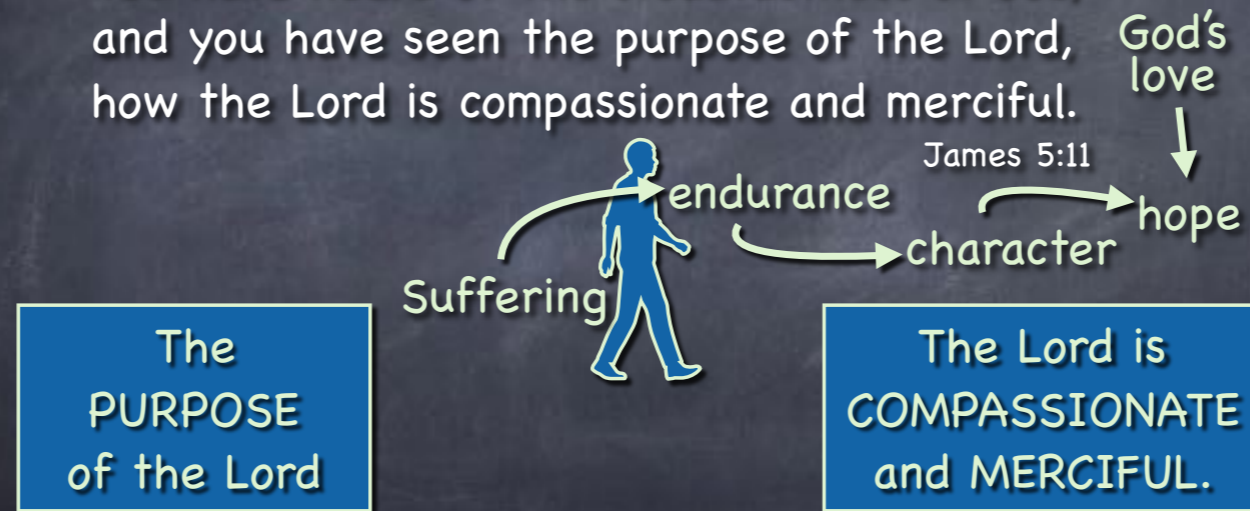 and you have seen the purpose of the Lord,
how the Lord is compassionate and merciful.
James 5:11
God's
love
Suffering
endurance
character
hope
The
PURPOSE
of the Lord
The Lord is
COMPASSIONATE
and MERCIFUL.